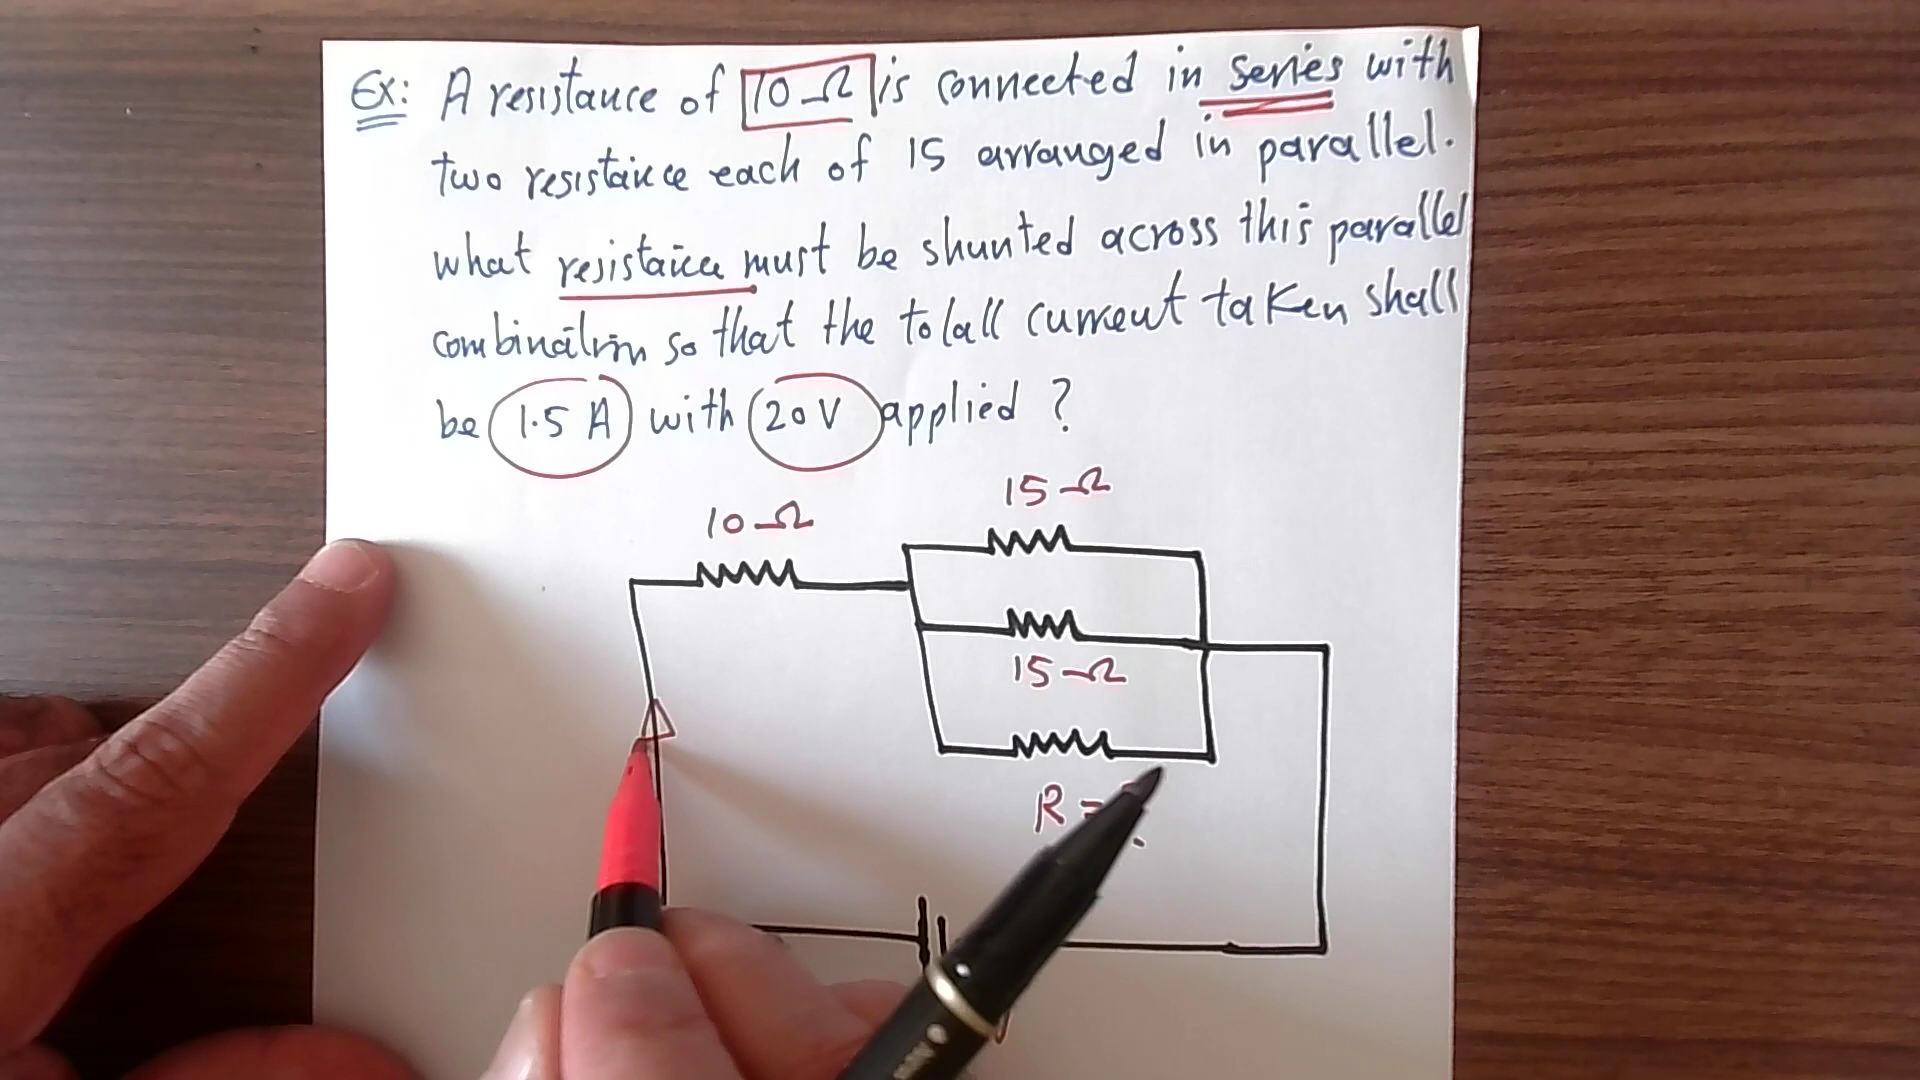 Ex: A resistance of 10 Ω is connected in series with
two resistance each of 15 arranged in parallel.
what resistance must be shunted across this parallel
combination so that the totall current taken shall
be 1.5 A with 20 V applied ?
15 Ω
10 Ω
15 Ω
R =